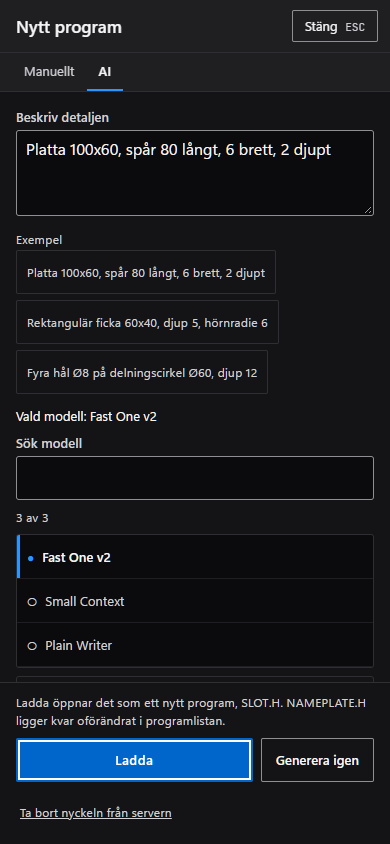 Nytt program
Stäng ESC
Manuellt
AI
Beskriv detaljen
Platta 100x60, spår 80 långt, 6 brett, 2 djupt
Exempel
Platta 100x60, spår 80 långt, 6 brett, 2 djupt
Rektangulär ficka 60x40, djup 5, hörnradie 6
Fyra hål Ø8 på delningscirkel Ø60, djup 12
Vald modell: Fast One v2
Sök modell
3 av 3
Fast One v2
Small Context
Plain Writer
Ladda öppnar det som ett nytt program, SLOT.H. NAMEPLATE.H
ligger kvar oförändrat i programlistan.
Ladda
Generera igen
Ta bort nyckeln från servern